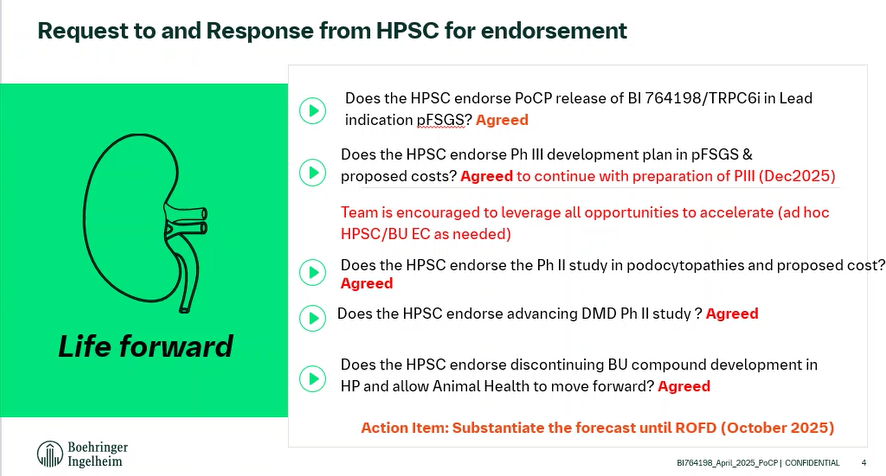 Request to and Response from HPSC for endorsement
Does the HPSC endorse PoCP release of BI 764198/TRPC6i in Lead
indication pFSGS? Agreed
Does the HPSC endorse Ph III development plan in pFSGS &
proposed costs? Agreed to continue with preparation of PIII (Dec2025)
Team is encouraged to leverage all opportunities to accelerate (ad hoc
HPSC/BU EC as needed)
Does the HPSC endorse the Ph II study in podocytopathies and proposed cost?
Agreed
Does the HPSC endorse advancing DMD Ph II study ? Agreed
Does the HPSC endorse discontinuing BU compound development in
HP and allow Animal Health to move forward? Agreed
Action Item: Substantiate the forecast until ROFD (October 2025)
Life forward
Boehringer
Ingelheim
BI764198_April_2025_PoCP | CONFIDENTIAL 4